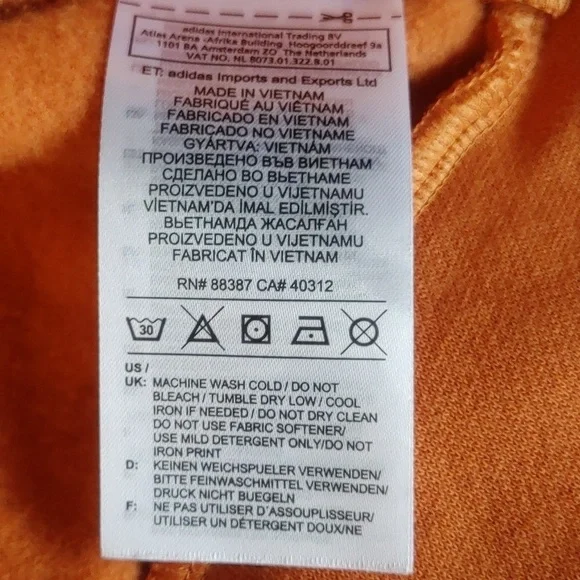 adidas International Trading BV
Atlas Arena -Afrika Building Hoogoorddreef 9a
1101 BA Amsterdam ZO The Netherlands
VAT NO. NL 8073.01.322.B.01
ET: adidas Imports and Exports Ltd
MADE IN VIETNAM
FABRIQUÉ AU VIÊTNAM
FABRICADO EN VIETNAM
FABRICADO NO VIETNAME
GYÁRTVA: VIETNÁM
ПРОИЗВЕДЕНО ВЪВ ВИЕТНАМ
СДЕЛАНО ВО ВЬЕТНАМЕ
PROIZVEDENO U VIJETNAMU
VİETNAM'DA İMAL EDİLMİŞTİR.
ВЬЕТНАМДА ЖАСАЛҒАН
PROIZVEDENO U VIJETNAMU
FABRICAT ÎN VIETNAM
RN# 88387 CA# 40312
30
US /
UK: MACHINE WASH COLD / DO NOT
BLEACH / TUMBLE DRY LOW / COOL
IRON IF NEEDED / DO NOT DRY CLEAN
DO NOT USE FABRIC SOFTENER/
USE MILD DETERGENT ONLY/DO NOT
IRON PRINT
D: KEINEN WEICHSPUELER VERWENDEN/
BITTE FEINWASCHMITTEL VERWENDEN/
DRUCK NICHT BUEGELN
F: NE PAS UTILISER D'ASSOUPLISSEUR/
UTILISER UN DÉTERGENT DOUX/NE